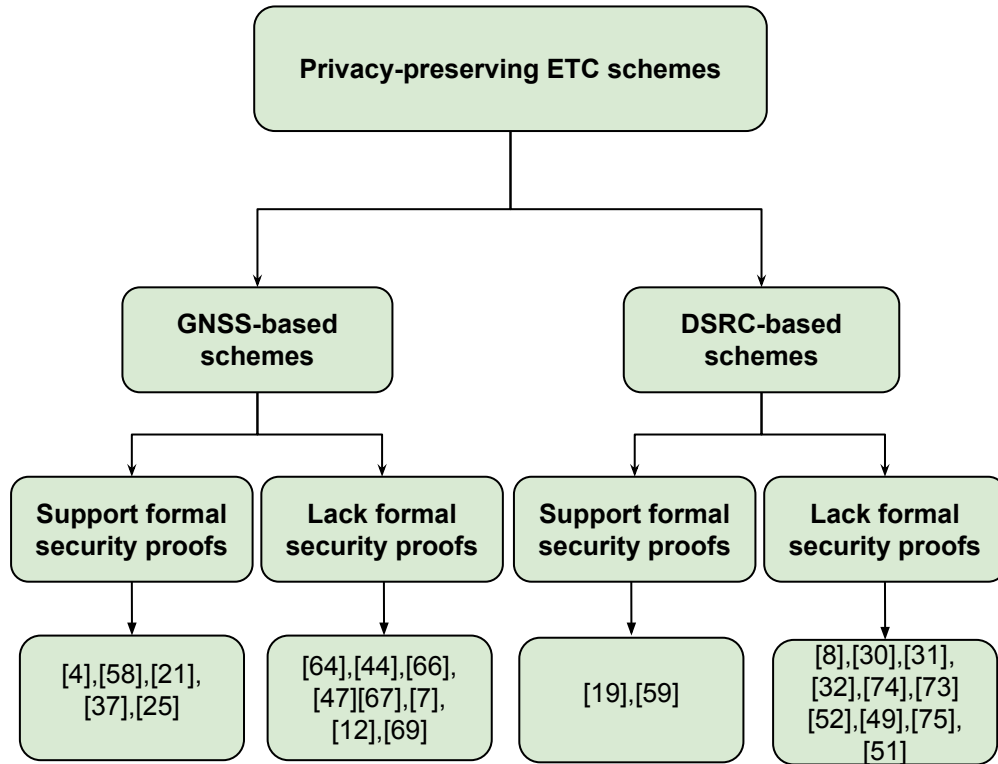 Privacy-preserving ETC schemes
GNSS-based
schemes
DSRC-based
schemes
Support formal
security proofs
Lack formal
security proofs
Support formal
security proofs
Lack formal
security proofs
[4],[58],[21],
[37],[25]
[64],[44],[66],
[47][67],[7],
[12],[69]
[19],[59]
[8],[30],[31],
[32],[74],[73]
[52],[49],[75],
[51]